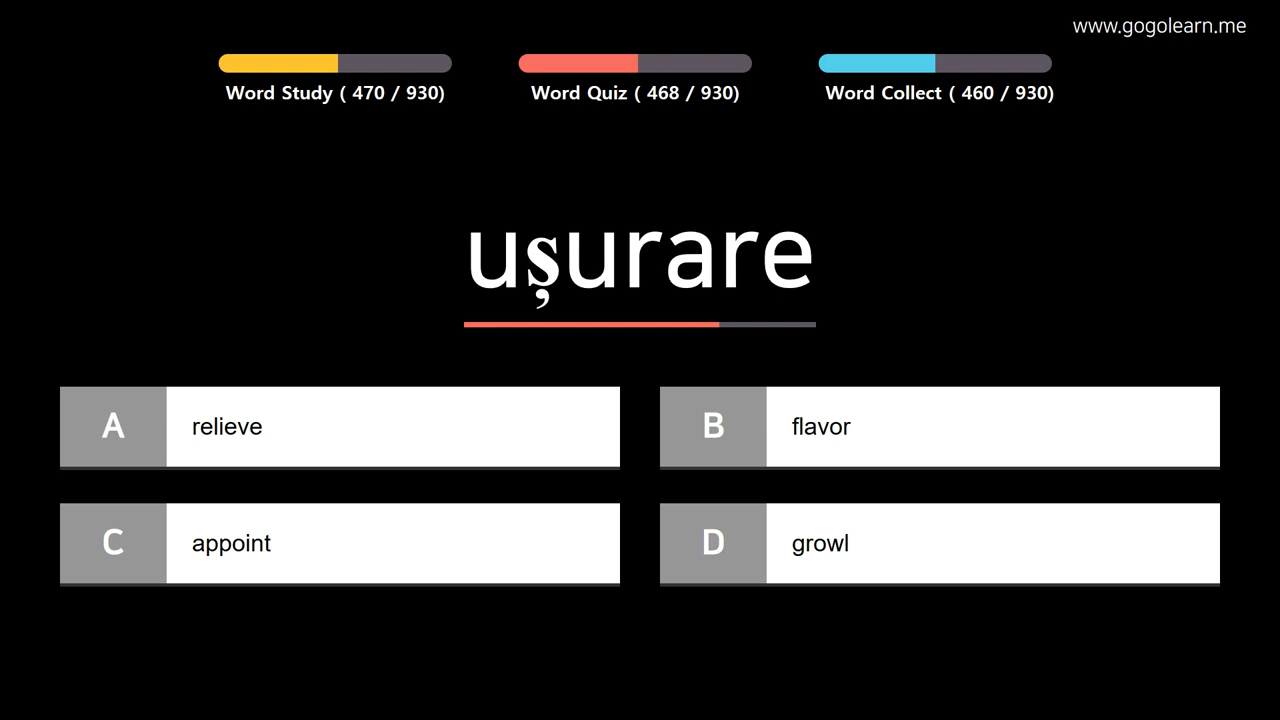 www.gogolearn.me
Word Study ( 470 / 930)
Word Quiz ( 468 / 930)
Word Collect ( 460 / 930)
ușurare
A relieve
B flavor
C appoint
D growl